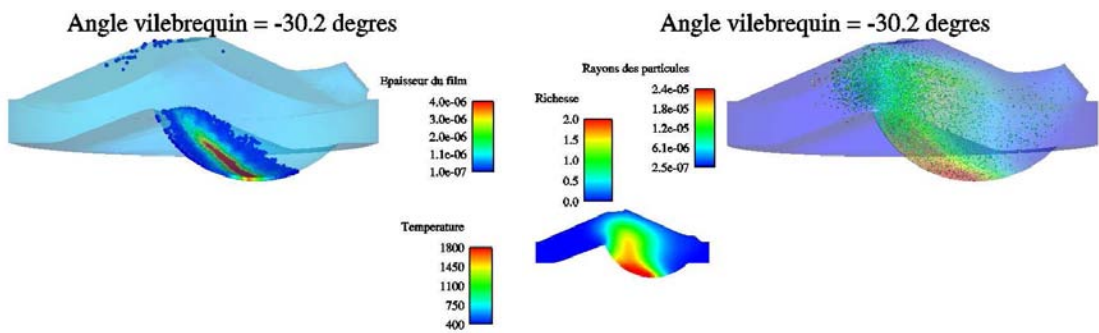 Angle vilebrequin = -30.2 degres
Angle vilebrequin = -30.2 degres
Epaisseur du film
4.0e-06
3.0e-06
2.0e-06
1.1e-06
1.0e-07
Richesse
2.0
1.5
1.0
0.5
0.0
Rayons des particules
2.4e-05
1.8e-05
1.2e-05
6.1e-06
2.5e-07
Temperature
1800
1450
1100
750
400